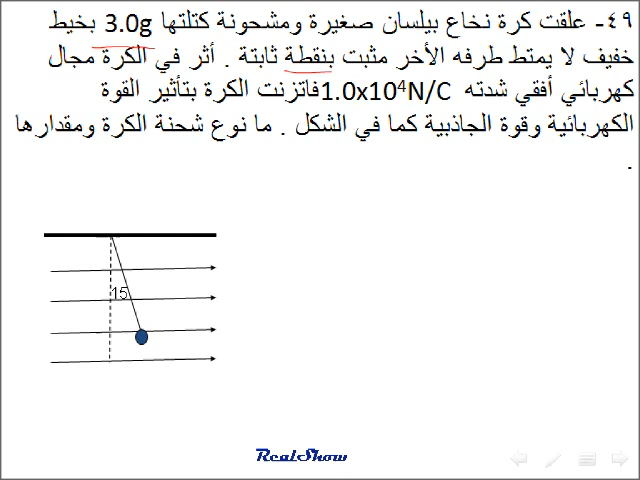 ٤٩- علقت كرة نخاع بيلسان صغيرة ومشحونة كتلتها 3.0g بخيط
خفيف لا يمتط طرفه الأخر مثبت بنقطة ثابتة . أثر في الكرة مجال
كهربائي أفقي شدته 1.0x10⁴N/C فاتزنت الكرة بتأثير القوة
الكهربائية وقوة الجاذبية كما في الشكل . ما نوع شحنة الكرة ومقدارها
.
15
RealShow